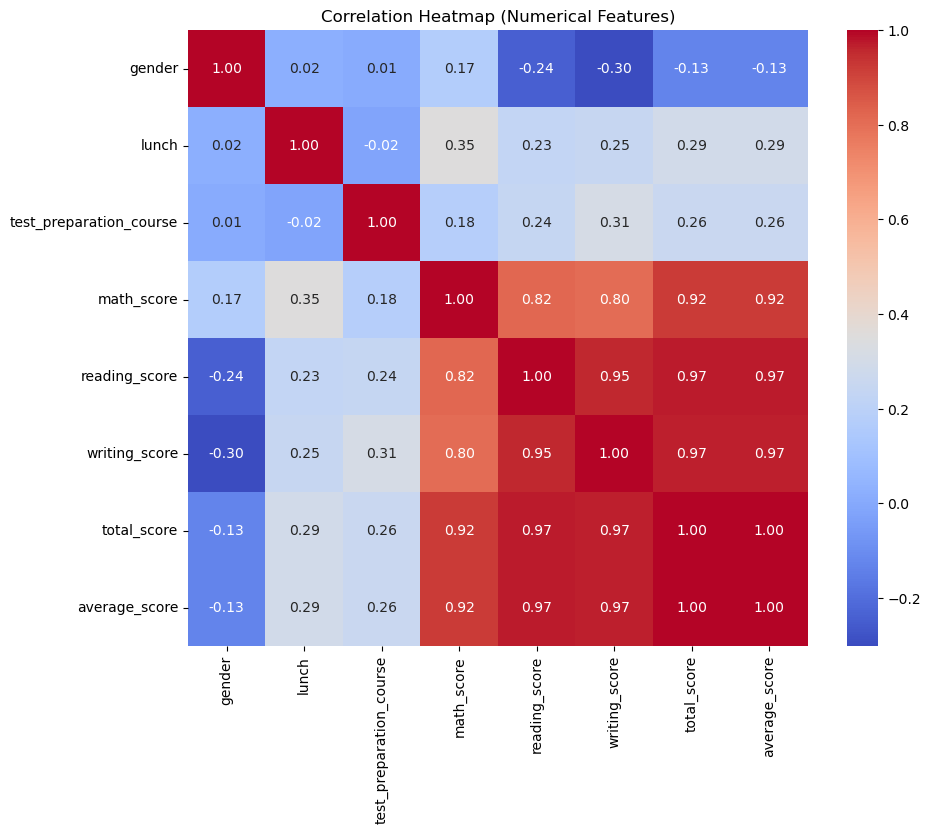 Correlation Heatmap (Numerical Features)
gender 1.00 0.02 0.01 0.17 -0.24 -0.30 -0.13 -0.13
lunch 0.02 1.00 -0.02 0.35 0.23 0.25 0.29 0.29
test_preparation_course 0.01 -0.02 1.00 0.18 0.24 0.31 0.26 0.26
math_score 0.17 0.35 0.18 1.00 0.82 0.80 0.92 0.92
reading_score -0.24 0.23 0.24 0.82 1.00 0.95 0.97 0.97
writing_score -0.30 0.25 0.31 0.80 0.95 1.00 0.97 0.97
total_score -0.13 0.29 0.26 0.92 0.97 0.97 1.00 1.00
average_score -0.13 0.29 0.26 0.92 0.97 0.97 1.00 1.00
gender
lunch
test_preparation_course
math_score
reading_score
writing_score
total_score
average_score
1.0
0.8
0.6
0.4
0.2
0.0
−0.2